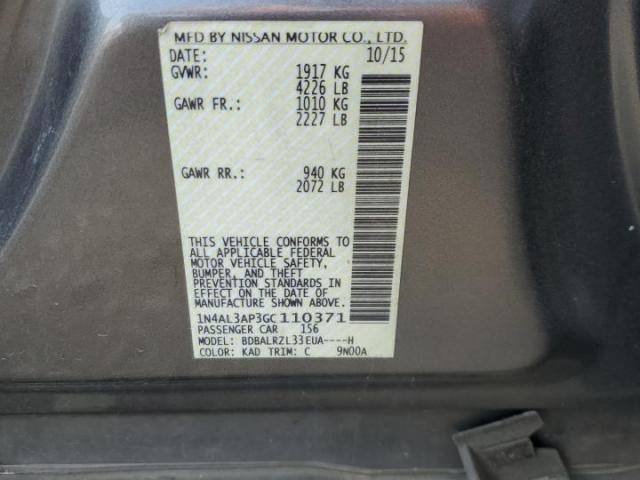 MFD BY NISSAN MOTOR CO., LTD.
DATE: 10/15
GVWR: 1917 KG
4226 LB
GAWR FR.: 1010 KG
2227 LB
GAWR RR.: 940 KG
2072 LB
THIS VEHICLE CONFORMS TO
ALL APPLICABLE FEDERAL
MOTOR VEHICLE SAFETY,
BUMPER, AND THEFT
PREVENTION STANDARDS IN
EFFECT ON THE DATE OF
MANUFACTURE SHOWN ABOVE.
1N4AL3AP3GC110371
PASSENGER CAR 156
MODEL: BDBALRZL33EUA----H
COLOR: KAD TRIM: C 9N00A